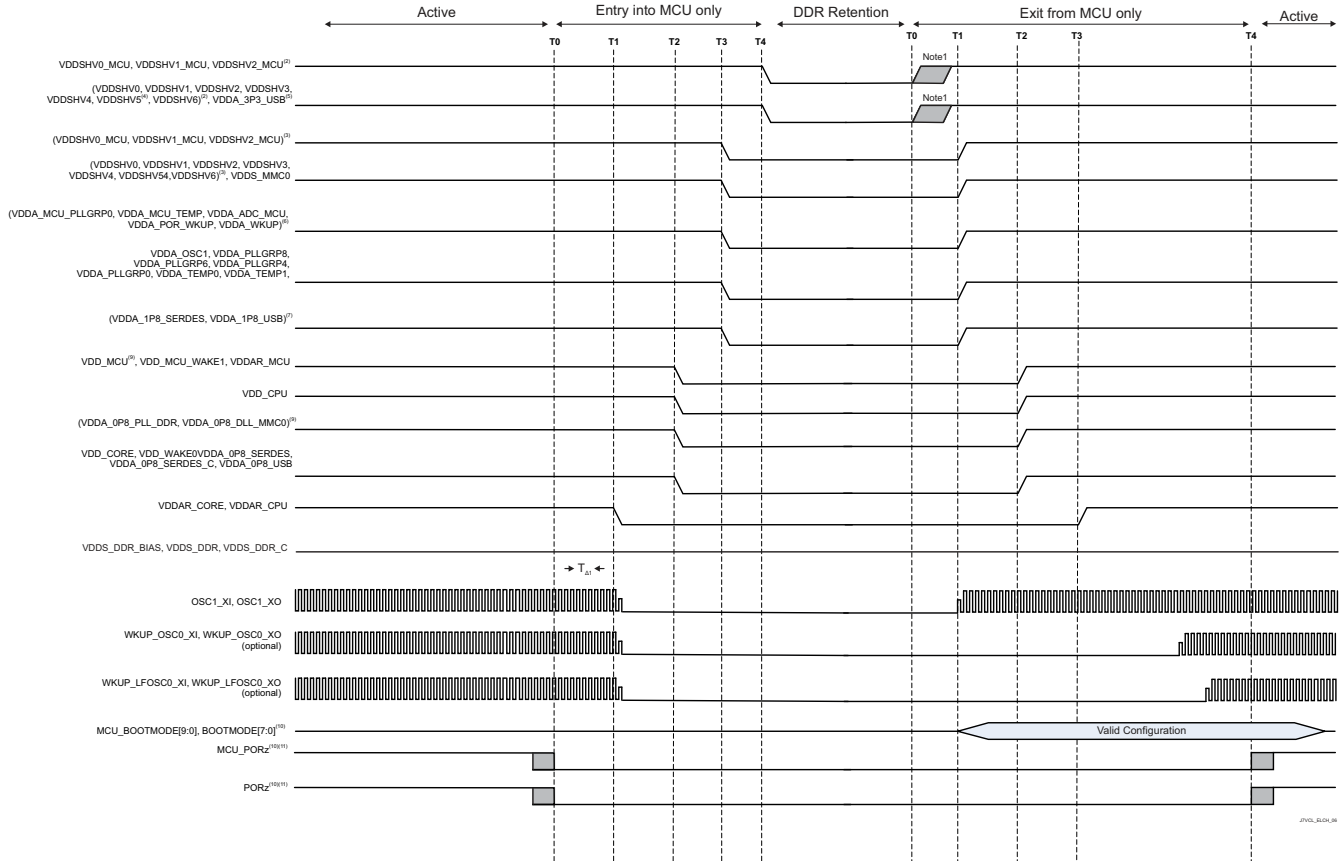 Active
Entry into MCU only
DDR Retention
Exit from MCU only
Active
T0
T1
T2
T3
T4
T0
T1
T2
T3
T4
VDDSHV0_MCU, VDDSHV1_MCU, VDDSHV2_MCU(2)
Note1
(VDDSHV0, VDDSHV1, VDDSHV2, VDDSHV3,
VDDSHV4, VDDSHV5(4), VDDSHV6)(2), VDDA_3P3_USB(5)
Note1
(VDDSHV0_MCU, VDDSHV1_MCU, VDDSHV2_MCU)(3)
(VDDSHV0, VDDSHV1, VDDSHV2, VDDSHV3,
VDDSHV4, VDDSHV54,VDDSHV6)(3), VDDS_MMC0
(VDDA_MCU_PLLGRP0, VDDA_MCU_TEMP, VDDA_ADC_MCU,
VDDA_POR_WKUP, VDDA_WKUP)(6)
VDDA_OSC1, VDDA_PLLGRP8,
VDDA_PLLGRP6, VDDA_PLLGRP4,
VDDA_PLLGRP0, VDDA_TEMP0, VDDA_TEMP1,
(VDDA_1P8_SERDES, VDDA_1P8_USB)(7)
VDD_MCU(9), VDD_MCU_WAKE1, VDDAR_MCU
VDD_CPU
(VDDA_0P8_PLL_DDR, VDDA_0P8_DLL_MMC0)(9)
VDD_CORE, VDD_WAKE0VDDA_0P8_SERDES,
VDDA_0P8_SERDES_C, VDDA_0P8_USB
VDDAR_CORE, VDDAR_CPU
VDDS_DDR_BIAS, VDDS_DDR, VDDS_DDR_C
TΔ1
OSC1_XI, OSC1_XO
WKUP_OSC0_XI, WKUP_OSC0_XO
(optional)
WKUP_LFOSC0_XI, WKUP_LFOSC0_XO
(optional)
MCU_BOOTMODE[9:0], BOOTMODE[7:0](10)
Valid Configuration
MCU_PORz(10)(11)
PORz(10)(11)
J7VCL_ELCH_06